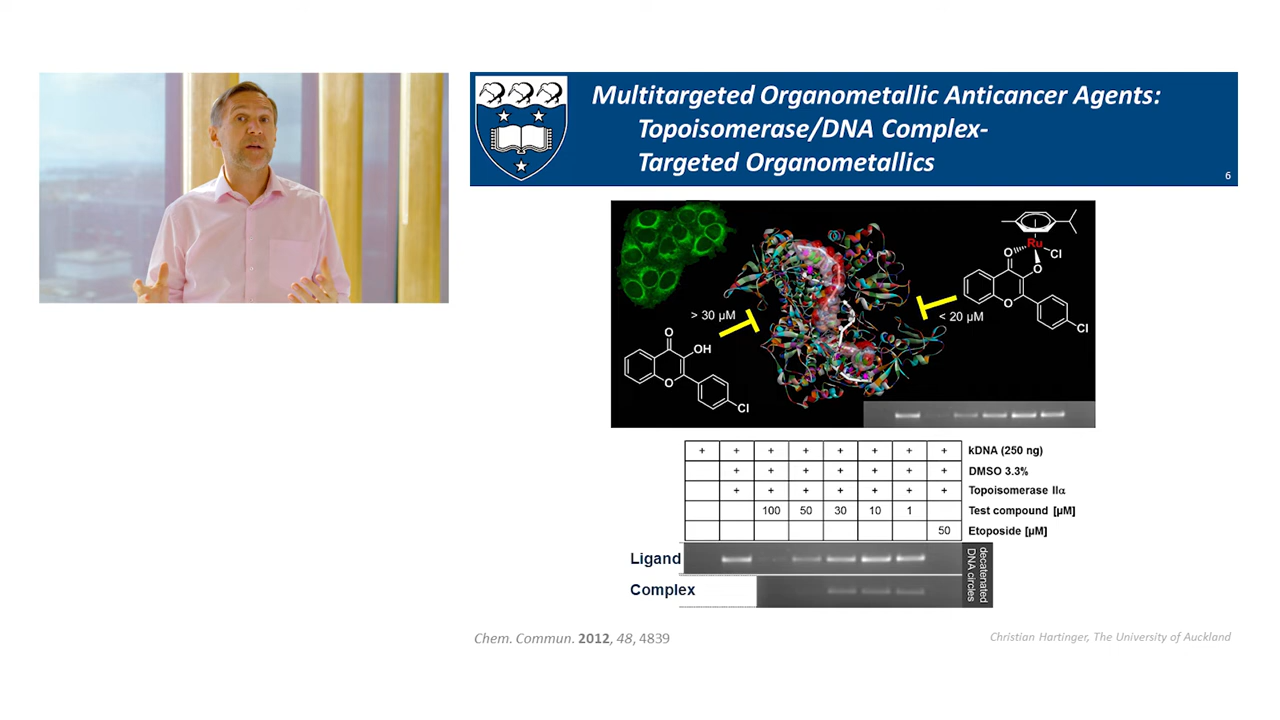 Multitargeted Organometallic Anticancer Agents:
Topoisomerase/DNA Complex-
Targeted Organometallics
6
> 30 µM
O
OH
O
Cl
< 20 µM
Ru
Cl
O
O
O
Cl
+ + + + + + + + kDNA (250 ng)
+ + + + + + + DMSO 3.3%
+ + + + + + + Topoisomerase IIα
100 50 30 10 1 Test compound [µM]
50 Etoposide [µM]
Ligand
Complex
decatenated
DNA circles
Chem. Commun. 2012, 48, 4839
Christian Hartinger, The University of Auckland